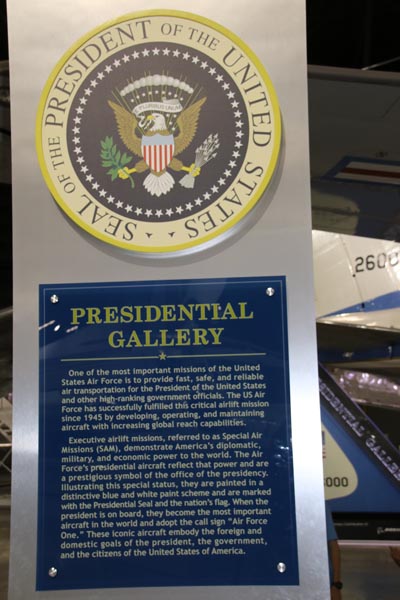 SEAL OF THE PRESIDENT OF THE UNITED STATES
E PLURIBUS UNUM
PRESIDENTIAL
GALLERY
One of the most important missions of the United
States Air Force is to provide fast, safe, and reliable
air transportation for the President of the United States
and other high-ranking government officials. The US Air
Force has successfully fulfilled this critical airlift mission
since 1945 by developing, operating, and maintaining
aircraft with increasing global reach capabilities.
Executive airlift missions, referred to as Special Air
Missions (SAM), demonstrate America's diplomatic,
military, and economic power to the world. The Air
Force's presidential aircraft reflect that power and are
a prestigious symbol of the office of the presidency.
Illustrating this special status, they are painted in a
distinctive blue and white paint scheme and are marked
with the Presidential Seal and the nation's flag. When the
president is on board, they become the most important
aircraft in the world and adopt the call sign "Air Force
One." These iconic aircraft embody the foreign and
domestic goals of the president, the government,
and the citizens of the United States of America.
2600
PRESIDENTIAL GALLERY